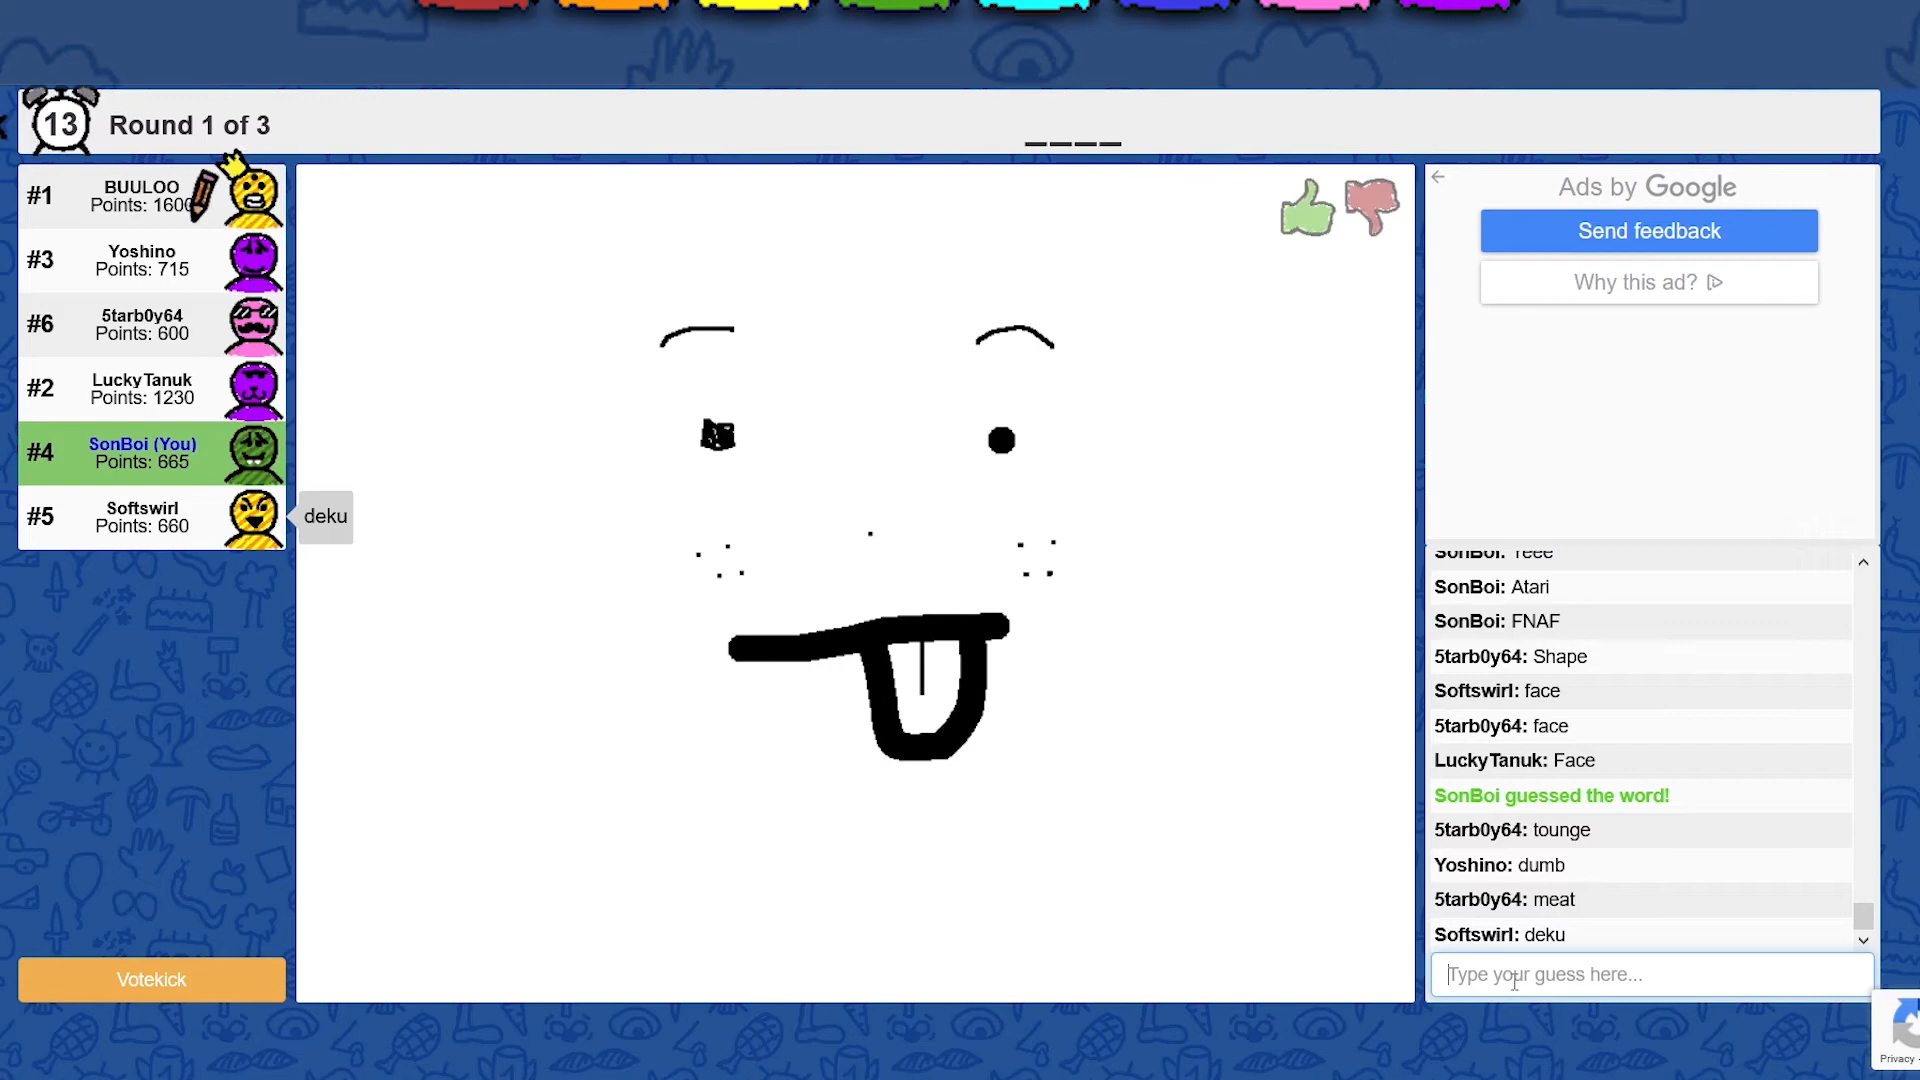 13
Round 1 of 3
____
#1
BUULOO
Points: 1600
#3
Yoshino
Points: 715
#6
5tarb0y64
Points: 600
#2
LuckyTanuk
Points: 1230
#4
SonBoi (You)
Points: 665
#5
Softswirl
Points: 660
deku
Votekick
Ads by Google
Send feedback
Why this ad?
SonBoi: reee
SonBoi: Atari
SonBoi: FNAF
5tarb0y64: Shape
Softswirl: face
5tarb0y64: face
LuckyTanuk: Face
SonBoi guessed the word!
5tarb0y64: tounge
Yoshino: dumb
5tarb0y64: meat
Softswirl: deku
Type your guess here...
Privacy -